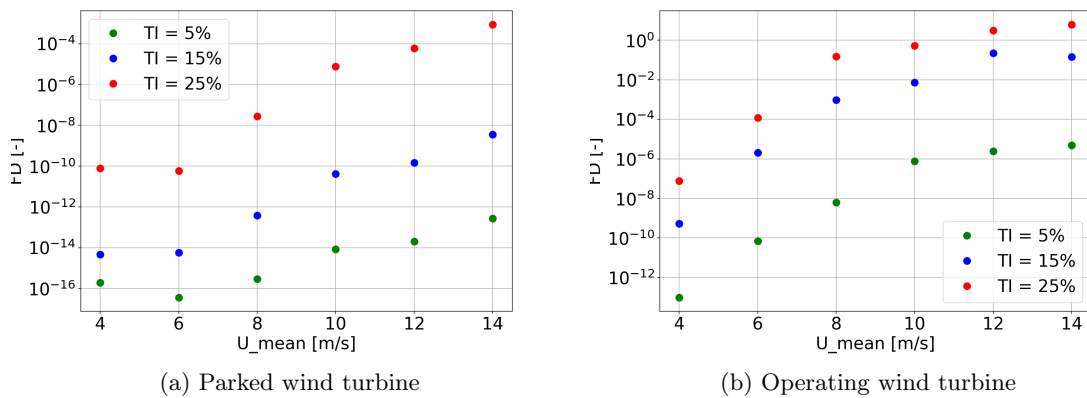 TI = 5%
TI = 15%
TI = 25%
10⁻⁴
10⁻⁶
10⁻⁸
10⁻¹⁰
10⁻¹²
10⁻¹⁴
10⁻¹⁶
FD [-]
4 6 8 10 12 14
U_mean [m/s]
(a) Parked wind turbine
10⁰
10⁻²
10⁻⁴
10⁻⁶
10⁻⁸
10⁻¹⁰
10⁻¹²
FD [-]
TI = 5%
TI = 15%
TI = 25%
4 6 8 10 12 14
U_mean [m/s]
(b) Operating wind turbine